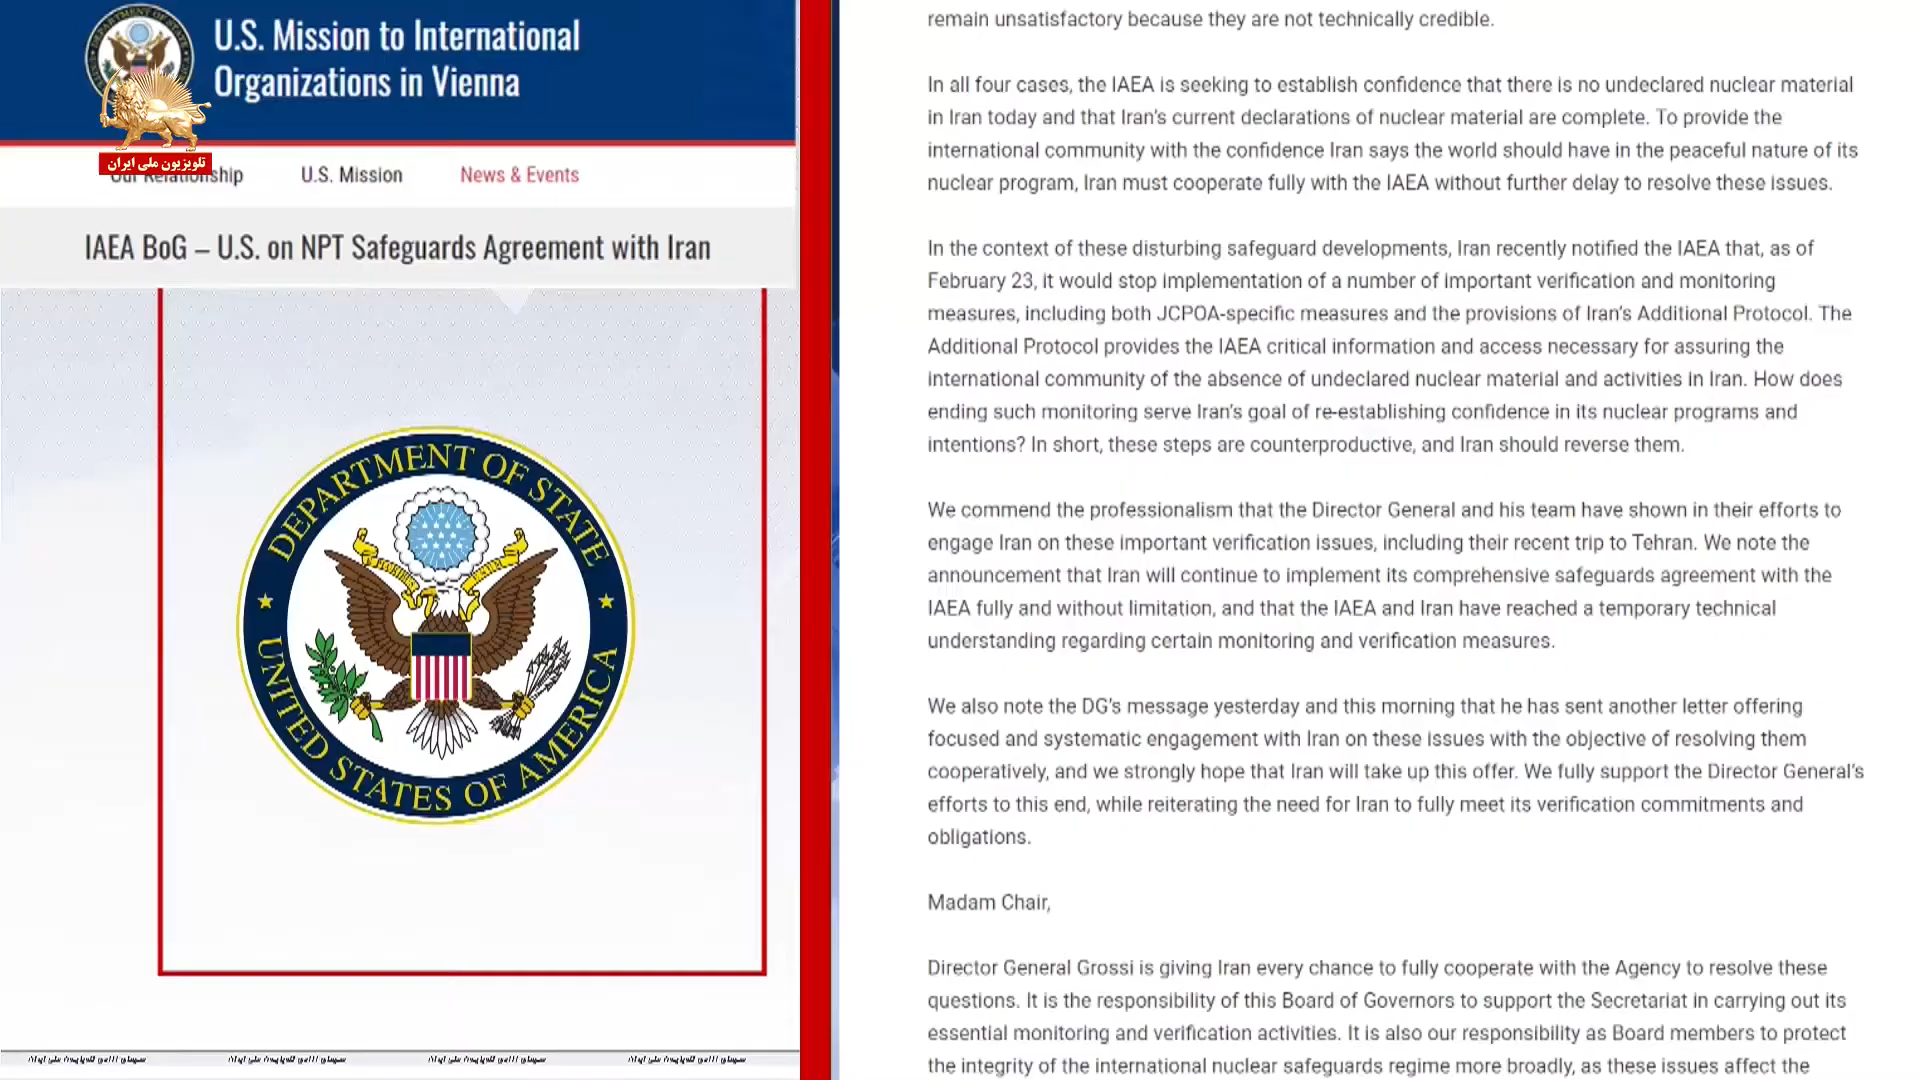 U.S. Mission to International
Organizations in Vienna
تلویزیون ملی ایران
Our Relationship
U.S. Mission
News & Events
IAEA BoG – U.S. on NPT Safeguards Agreement with Iran
DEPARTMENT OF STATE
UNITED STATES OF AMERICA
remain unsatisfactory because they are not technically credible.
In all four cases, the IAEA is seeking to establish confidence that there is no undeclared nuclear material
in Iran today and that Iran's current declarations of nuclear material are complete. To provide the
international community with the confidence Iran says the world should have in the peaceful nature of its
nuclear program, Iran must cooperate fully with the IAEA without further delay to resolve these issues.
In the context of these disturbing safeguard developments, Iran recently notified the IAEA that, as of
February 23, it would stop implementation of a number of important verification and monitoring
measures, including both JCPOA-specific measures and the provisions of Iran's Additional Protocol. The
Additional Protocol provides the IAEA critical information and access necessary for assuring the
international community of the absence of undeclared nuclear material and activities in Iran. How does
ending such monitoring serve Iran's goal of re-establishing confidence in its nuclear programs and
intentions? In short, these steps are counterproductive, and Iran should reverse them.
We commend the professionalism that the Director General and his team have shown in their efforts to
engage Iran on these important verification issues, including their recent trip to Tehran. We note the
announcement that Iran will continue to implement its comprehensive safeguards agreement with the
IAEA fully and without limitation, and that the IAEA and Iran have reached a temporary technical
understanding regarding certain monitoring and verification measures.
We also note the DG's message yesterday and this morning that he has sent another letter offering
focused and systematic engagement with Iran on these issues with the objective of resolving them
cooperatively, and we strongly hope that Iran will take up this offer. We fully support the Director General's
efforts to this end, while reiterating the need for Iran to fully meet its verification commitments and
obligations.
Madam Chair,
Director General Grossi is giving Iran every chance to fully cooperate with the Agency to resolve these
questions. It is the responsibility of this Board of Governors to support the Secretariat in carrying out its
essential monitoring and verification activities. It is also our responsibility as Board members to protect
the integrity of the international nuclear safeguards regime more broadly, as these issues affect the